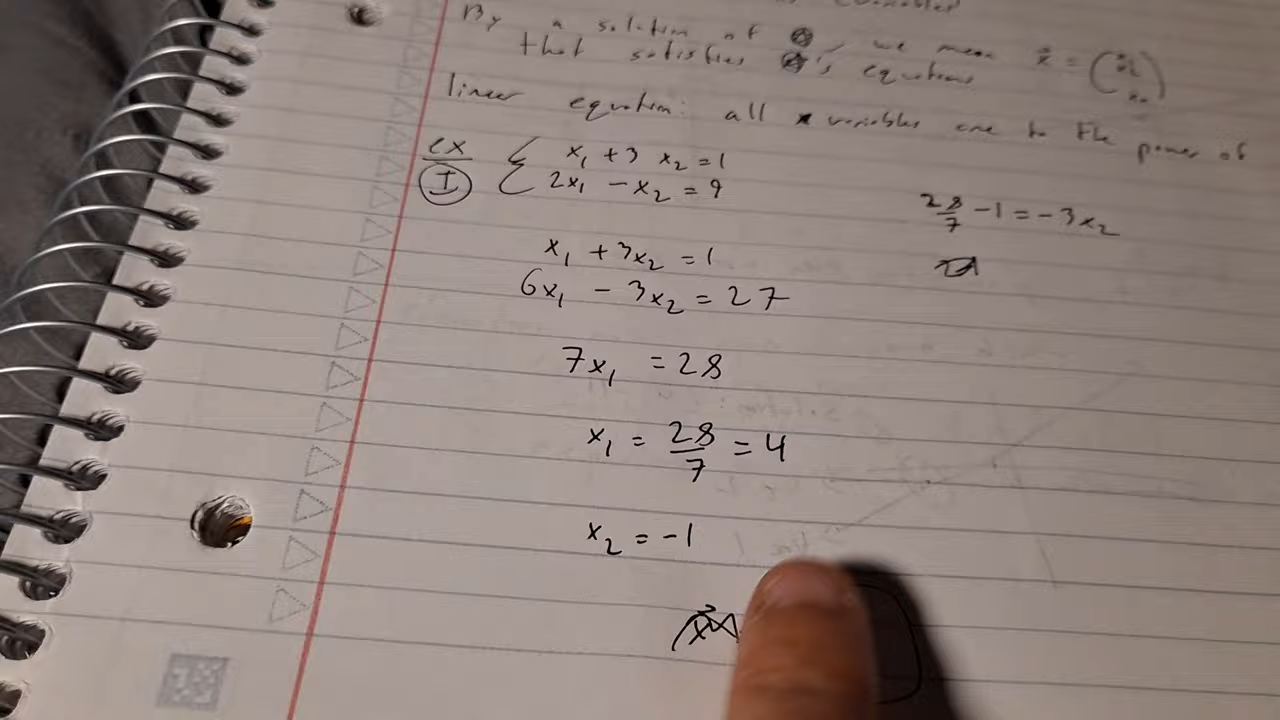 By a solution of , we mean x⃗ = (
that satisfies 's equations
linear equation: all variables are to the power of
ex
I { x₁ + 3 x₂ = 1
2x₁ - x₂ = 9
28/7 - 1 = -3x₂
x₁ + 3x₂ = 1
6x₁ - 3x₂ = 27
7x₁ = 28
x₁ = 28/7 = 4
x₂ = -1